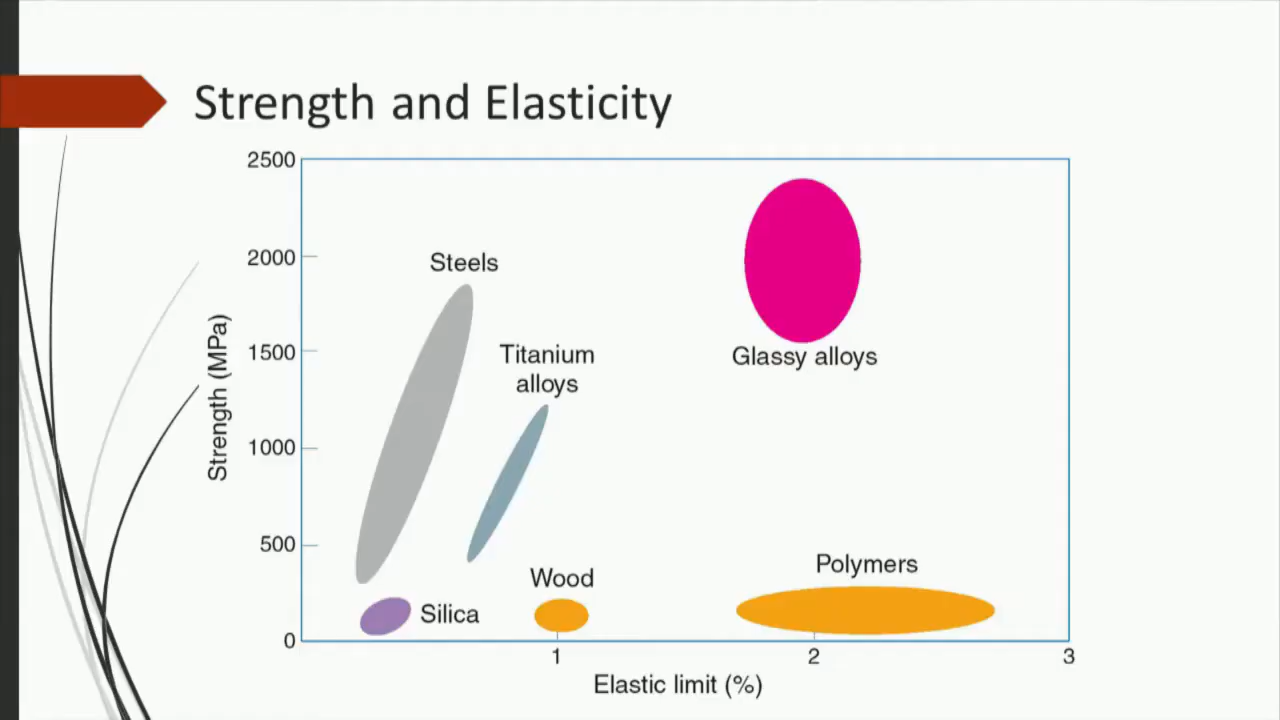 Strength and Elasticity
2500
2000
1500
1000
500
0
Strength (MPa)
Steels
Titanium
alloys
Glassy alloys
Silica
Wood
Polymers
1
2
3
Elastic limit (%)